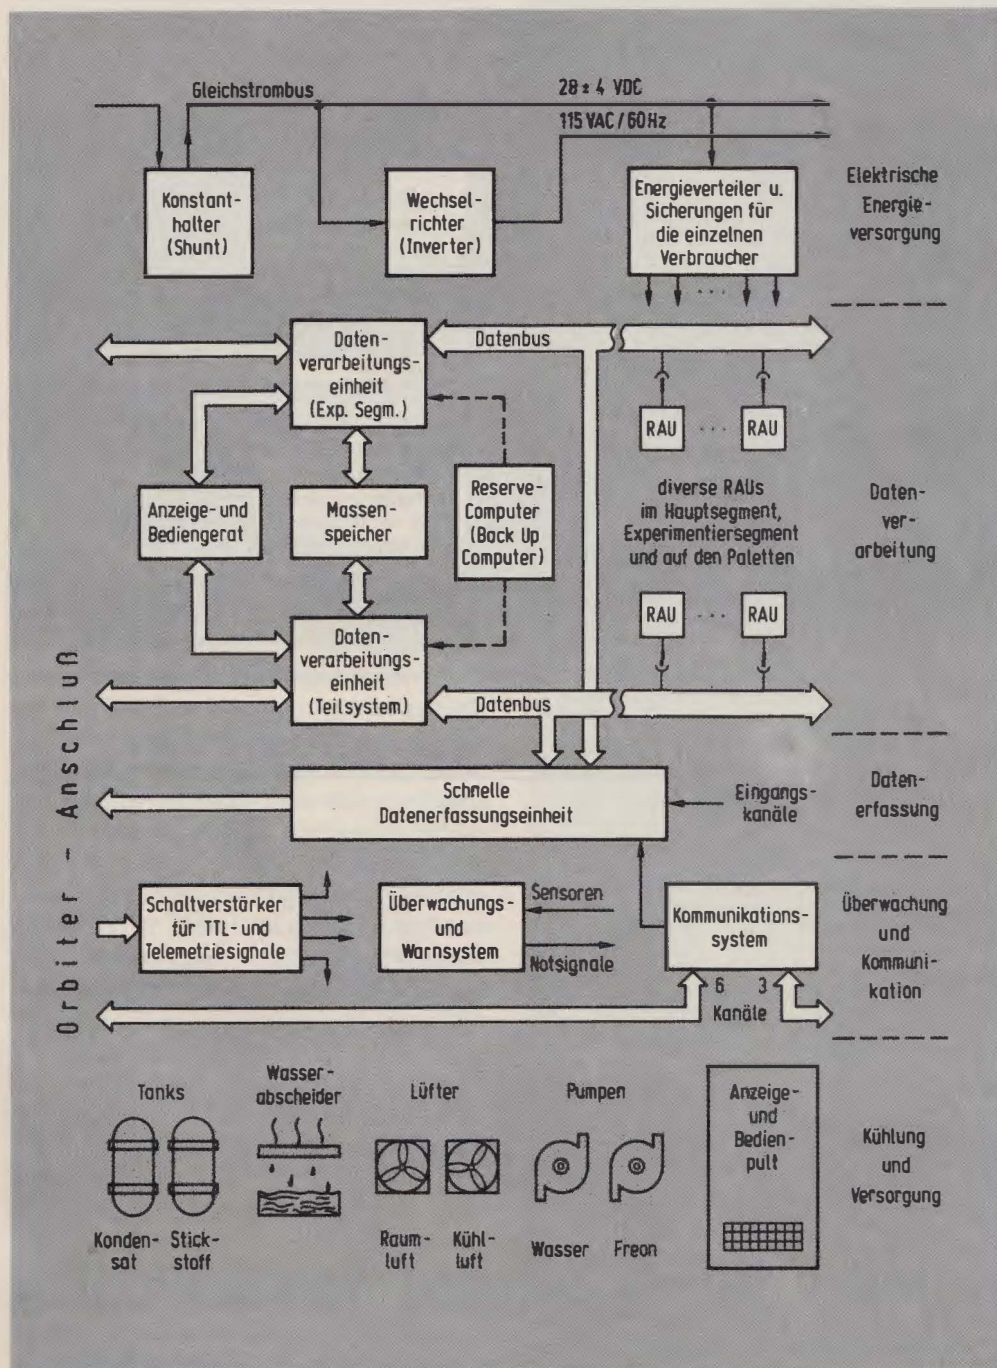 Gleichstrombus
28 ± 4 VDC
115 VAC / 60 Hz
Konstant-
halter
(Shunt)
Wechsel-
richter
(Inverter)
Energieverteiler u.
Sicherungen für
die einzelnen
Verbraucher
Elektrische
Energie-
versorgung
Daten-
verarbeitungs-
einheit
(Exp. Segm.)
Datenbus
RAU
RAU
Anzeige- und
Bediengerat
Massen-
speicher
Reserve-
Computer
(Back Up
Computer)
diverse RAUs
im Hauptsegment,
Experimentiersegment
und auf den Paletten
Daten-
ver-
arbeitung
RAU
RAU
Daten-
verarbeitungs-
einheit
(Teilsystem)
Datenbus
Orbiter - Anschluß
Schnelle
Datenerfassungseinheit
Eingangs-
kanäle
Daten-
erfassung
Schaltverstärker
für TTL- und
Telemetriesignale
Überwachungs-
und
Warnsystem
Sensoren
Notsignale
Kommunikations-
system
6 3
Kanäle
Überwachung
und
Kommuni-
kation
Tanks
Konden-
sat
Stick-
stoff
Wasser-
abscheider
Lüfter
Raum-
luft
Kühl-
luft
Pumpen
Wasser
Freon
Anzeige-
und
Bedien-
pult
Kühlung
und
Versorgung